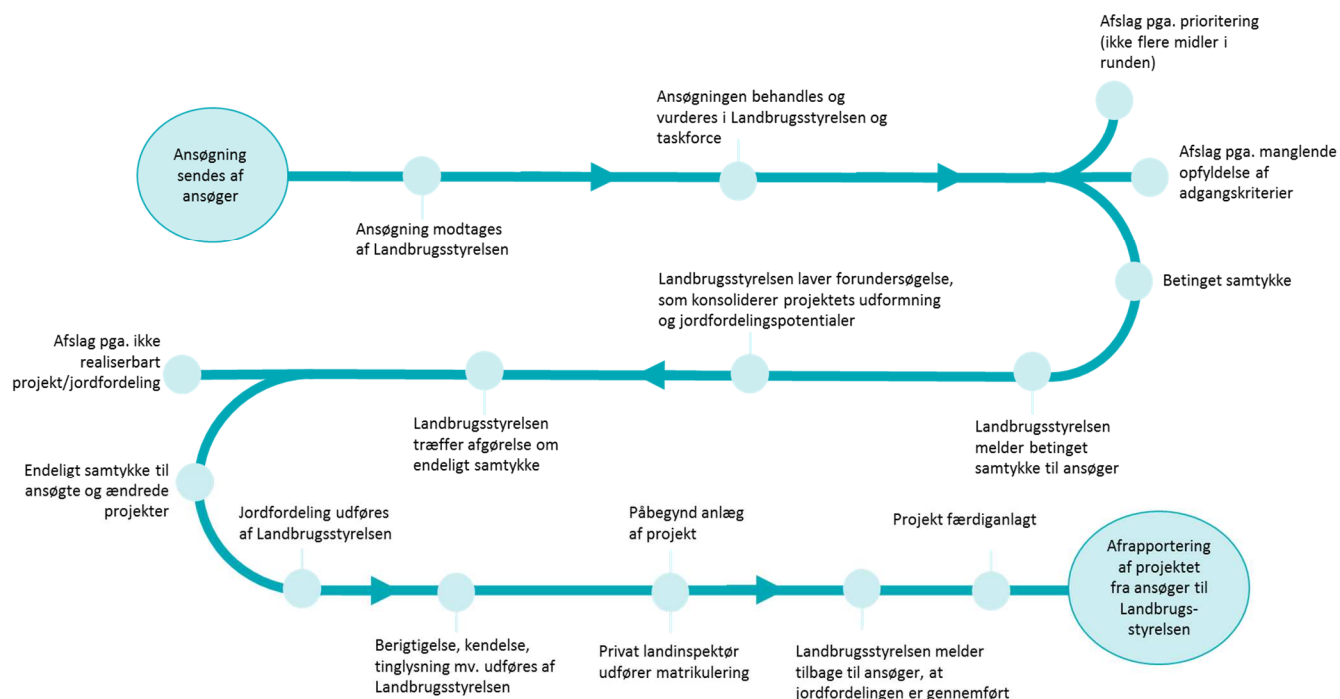 Ansøgning
sendes af
ansøger
Ansøgning modtages
af Landbrugsstyrelsen
Ansøgningen behandles og
vurderes i Landbrugsstyrelsen og
taskforce
Afslag pga. prioritering
(ikke flere midler i
runden)
Afslag pga. manglende
opfyldelse af
adgangskriterier
Betinget samtykke
Landbrugsstyrelsen
melder betinget
samtykke til ansøger
Landbrugsstyrelsen laver forundersøgelse,
som konsoliderer projektets udformning
og jordfordelingspotentialer
Landbrugsstyrelsen
træffer afgørelse om
endeligt samtykke
Afslag pga. ikke
realiserbart
projekt/jordfordeling
Endeligt samtykke til
ansøgte og ændrede
projekter
Jordfordeling udføres
af Landbrugsstyrelsen
Berigtigelse, kendelse,
tinglysning mv. udføres af
Landbrugsstyrelsen
Påbegynd anlæg
af projekt
Privat landinspektør
udfører matrikulering
Landbrugsstyrelsen melder
tilbage til ansøger, at
jordfordelingen er gennemført
Projekt færdiganlagt
Afrapportering
af projektet
fra ansøger til
Landbrugs-
styrelsen